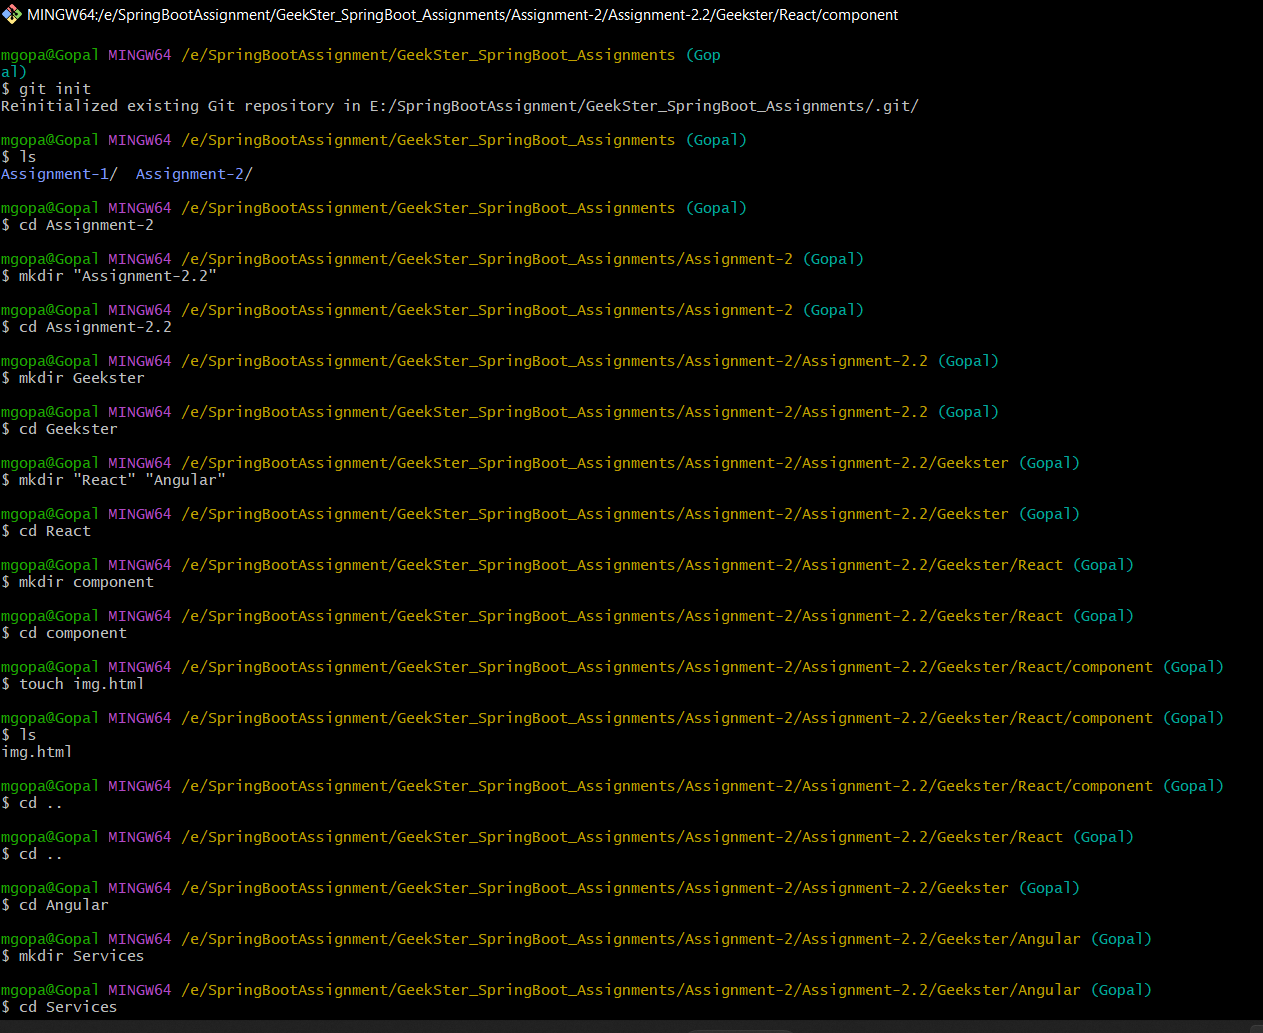 MINGW64:/e/SpringBootAssignment/GeekSter_SpringBoot_Assignments/Assignment-2/Assignment-2.2/Geekster/React/component
mgopa@Gopal MINGW64 /e/SpringBootAssignment/GeekSter_SpringBoot_Assignments (Gop
al)
$ git init
Reinitialized existing Git repository in E:/SpringBootAssignment/GeekSter_SpringBoot_Assignments/.git/
mgopa@Gopal MINGW64 /e/SpringBootAssignment/GeekSter_SpringBoot_Assignments (Gopal)
$ ls
Assignment-1/  Assignment-2/
mgopa@Gopal MINGW64 /e/SpringBootAssignment/GeekSter_SpringBoot_Assignments (Gopal)
$ cd Assignment-2
mgopa@Gopal MINGW64 /e/SpringBootAssignment/GeekSter_SpringBoot_Assignments/Assignment-2 (Gopal)
$ mkdir "Assignment-2.2"
mgopa@Gopal MINGW64 /e/SpringBootAssignment/GeekSter_SpringBoot_Assignments/Assignment-2 (Gopal)
$ cd Assignment-2.2
mgopa@Gopal MINGW64 /e/SpringBootAssignment/GeekSter_SpringBoot_Assignments/Assignment-2/Assignment-2.2 (Gopal)
$ mkdir Geekster
mgopa@Gopal MINGW64 /e/SpringBootAssignment/GeekSter_SpringBoot_Assignments/Assignment-2/Assignment-2.2 (Gopal)
$ cd Geekster
mgopa@Gopal MINGW64 /e/SpringBootAssignment/GeekSter_SpringBoot_Assignments/Assignment-2/Assignment-2.2/Geekster (Gopal)
$ mkdir "React" "Angular"
mgopa@Gopal MINGW64 /e/SpringBootAssignment/GeekSter_SpringBoot_Assignments/Assignment-2/Assignment-2.2/Geekster (Gopal)
$ cd React
mgopa@Gopal MINGW64 /e/SpringBootAssignment/GeekSter_SpringBoot_Assignments/Assignment-2/Assignment-2.2/Geekster/React (Gopal)
$ mkdir component
mgopa@Gopal MINGW64 /e/SpringBootAssignment/GeekSter_SpringBoot_Assignments/Assignment-2/Assignment-2.2/Geekster/React (Gopal)
$ cd component
mgopa@Gopal MINGW64 /e/SpringBootAssignment/GeekSter_SpringBoot_Assignments/Assignment-2/Assignment-2.2/Geekster/React/component (Gopal)
$ touch img.html
mgopa@Gopal MINGW64 /e/SpringBootAssignment/GeekSter_SpringBoot_Assignments/Assignment-2/Assignment-2.2/Geekster/React/component (Gopal)
$ ls
img.html
mgopa@Gopal MINGW64 /e/SpringBootAssignment/GeekSter_SpringBoot_Assignments/Assignment-2/Assignment-2.2/Geekster/React/component (Gopal)
$ cd ..
mgopa@Gopal MINGW64 /e/SpringBootAssignment/GeekSter_SpringBoot_Assignments/Assignment-2/Assignment-2.2/Geekster/React (Gopal)
$ cd ..
mgopa@Gopal MINGW64 /e/SpringBootAssignment/GeekSter_SpringBoot_Assignments/Assignment-2/Assignment-2.2/Geekster (Gopal)
$ cd Angular
mgopa@Gopal MINGW64 /e/SpringBootAssignment/GeekSter_SpringBoot_Assignments/Assignment-2/Assignment-2.2/Geekster/Angular (Gopal)
$ mkdir Services
mgopa@Gopal MINGW64 /e/SpringBootAssignment/GeekSter_SpringBoot_Assignments/Assignment-2/Assignment-2.2/Geekster/Angular (Gopal)
$ cd Services